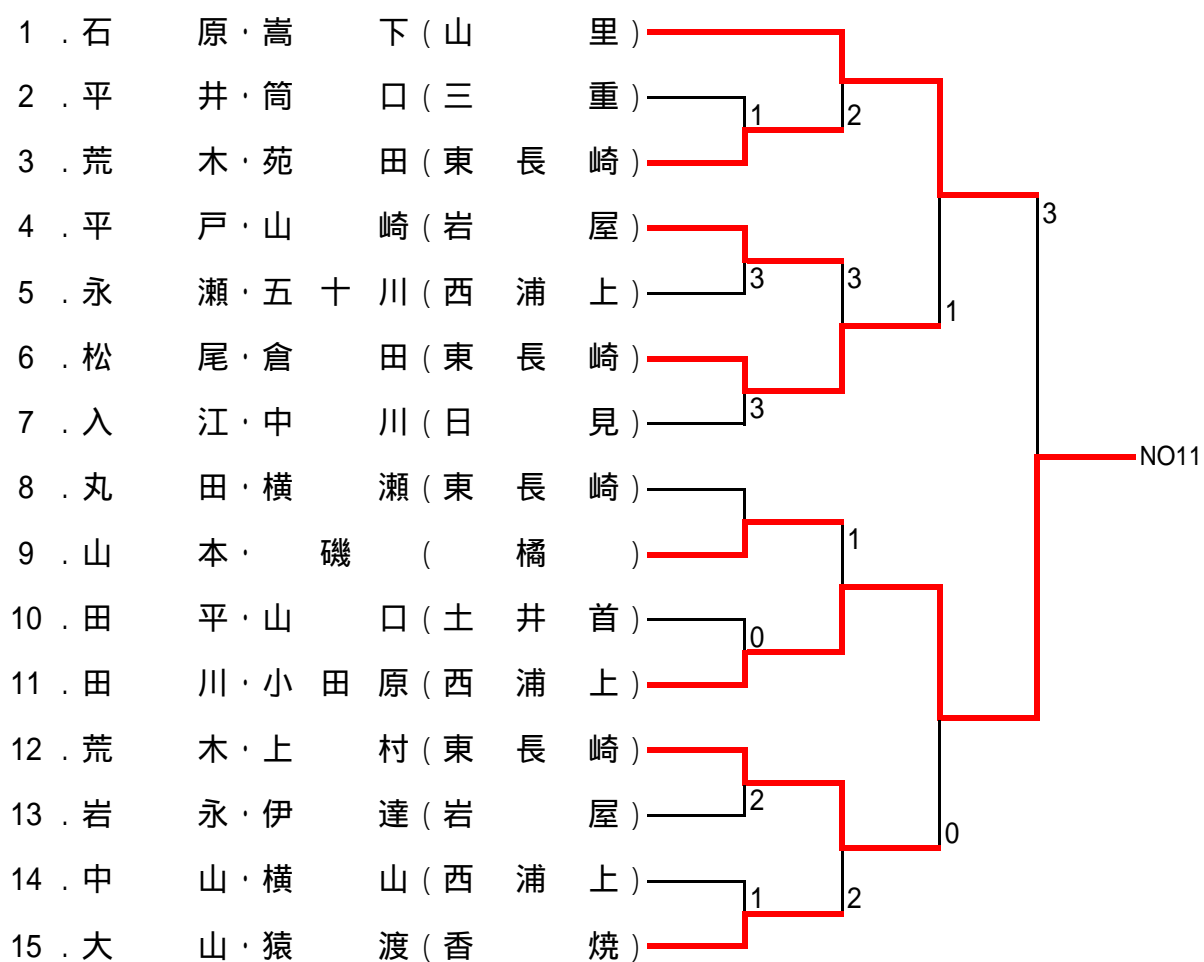 1 . 石原・嵩下(山里)
2 . 平井・筒口(三重)
1
2
3 . 荒木・苑田(東長崎)
4 . 平戸・山崎(岩屋)
3
5 . 永瀬・五十川(西浦上)
3
3
1
6 . 松尾・倉田(東長崎)
7 . 入江・中川(日見)
3
NO11
8 . 丸田・横瀬(東長崎)
9 . 山本・磯(橘)
1
10 . 田平・山口(土井首)
0
11 . 田川・小田原(西浦上)
12 . 荒木・上村(東長崎)
13 . 岩永・伊達(岩屋)
2
0
14 . 中山・横山(西浦上)
1
2
15 . 大山・猿渡(香焼)